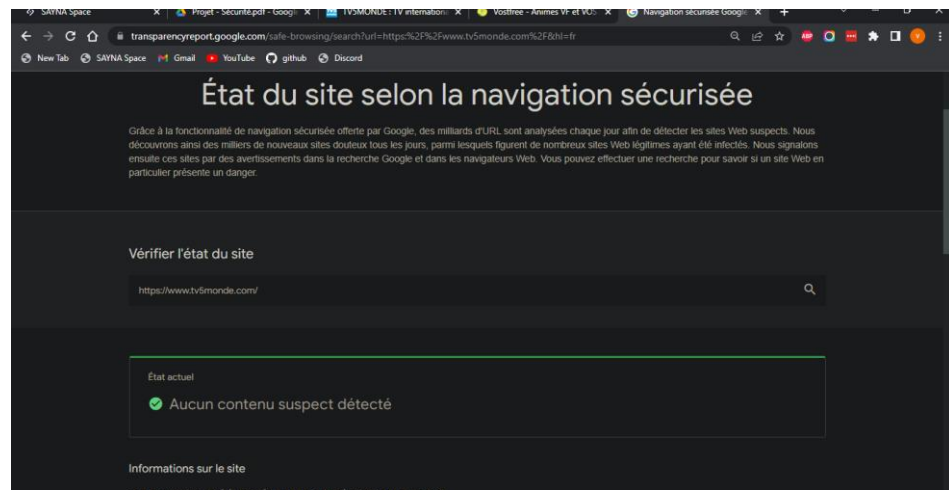 SAYNA Space
Projet - Sécurité.pdf - Googl
TV5MONDE : TV internationa
Vostfree - Animes VF et VOS
Navigation sécurisée Google
transparencyreport.google.com/safe-browsing/search?url=https:%2F%2Fwww.tv5monde.com%2F&hl=fr
New Tab
SAYNA Space
Gmail
YouTube
github
Discord
État du site selon la navigation sécurisée
Grâce à la fonctionnalité de navigation sécurisée offerte par Google, des milliards d'URL sont analysées chaque jour afin de détecter les sites Web suspects. Nous
découvrons ainsi des milliers de nouveaux sites douteux tous les jours, parmi lesquels figurent de nombreux sites Web légitimes ayant été infectés. Nous signalons
ensuite ces sites par des avertissements dans la recherche Google et dans les navigateurs Web. Vous pouvez effectuer une recherche pour savoir si un site Web en
particulier présente un danger.
Vérifier l'état du site
https://www.tv5monde.com/
État actuel
Aucun contenu suspect détecté
Informations sur le site